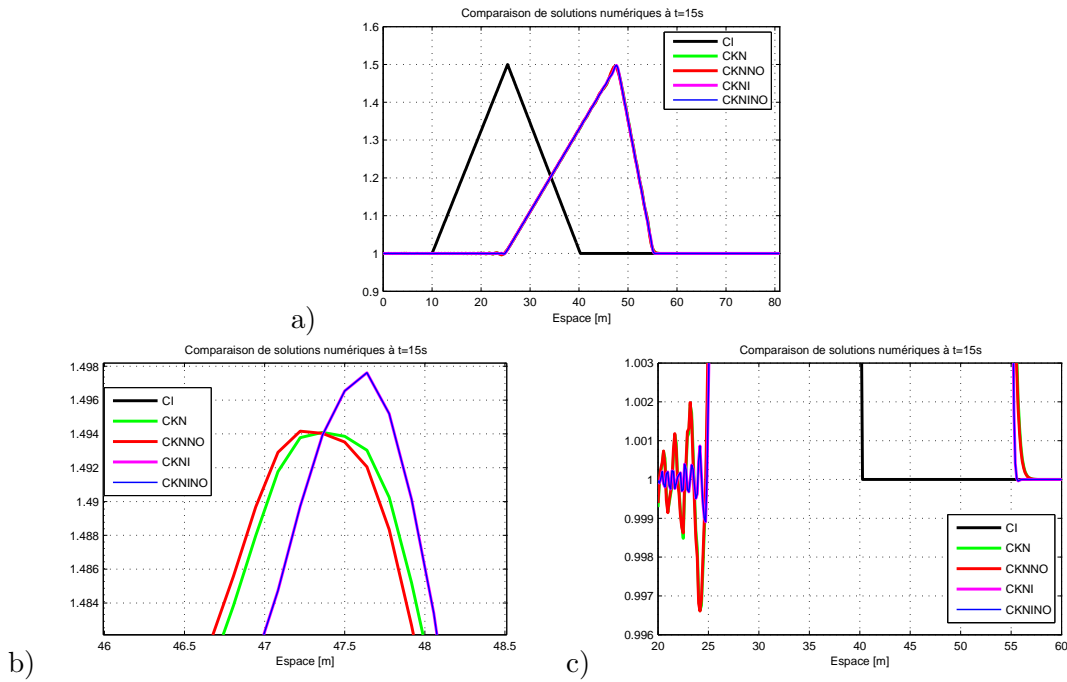 Comparaison de solutions numériques à t=15s
1.6
1.5
1.4
1.3
1.2
1.1
1
0.9
0 10 20 30 40 50 60 70 80
Espace [m]
CI
CKN
CKNNO
CKNI
CKNINO
a)
Comparaison de solutions numériques à t=15s
1.498
1.496
1.494
1.492
1.49
1.488
1.486
1.484
46 46.5 47 47.5 48 48.5
Espace [m]
CI
CKN
CKNNO
CKNI
CKNINO
b)
Comparaison de solutions numériques à t=15s
1.003
1.002
1.001
1
0.999
0.998
0.997
0.996
20 25 30 35 40 45 50 55 60
Espace [m]
CI
CKN
CKNNO
CKNI
CKNINO
c)